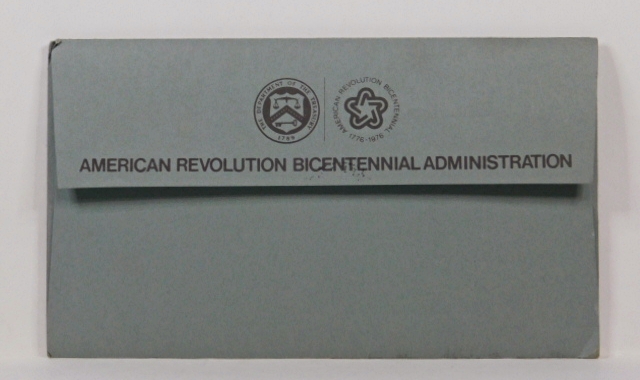 THE DEPARTMENT OF THE TREASURY
1789
AMERICAN REVOLUTION BICENTENNIAL
1776-1976
AMERICAN REVOLUTION BICENTENNIAL ADMINISTRATION